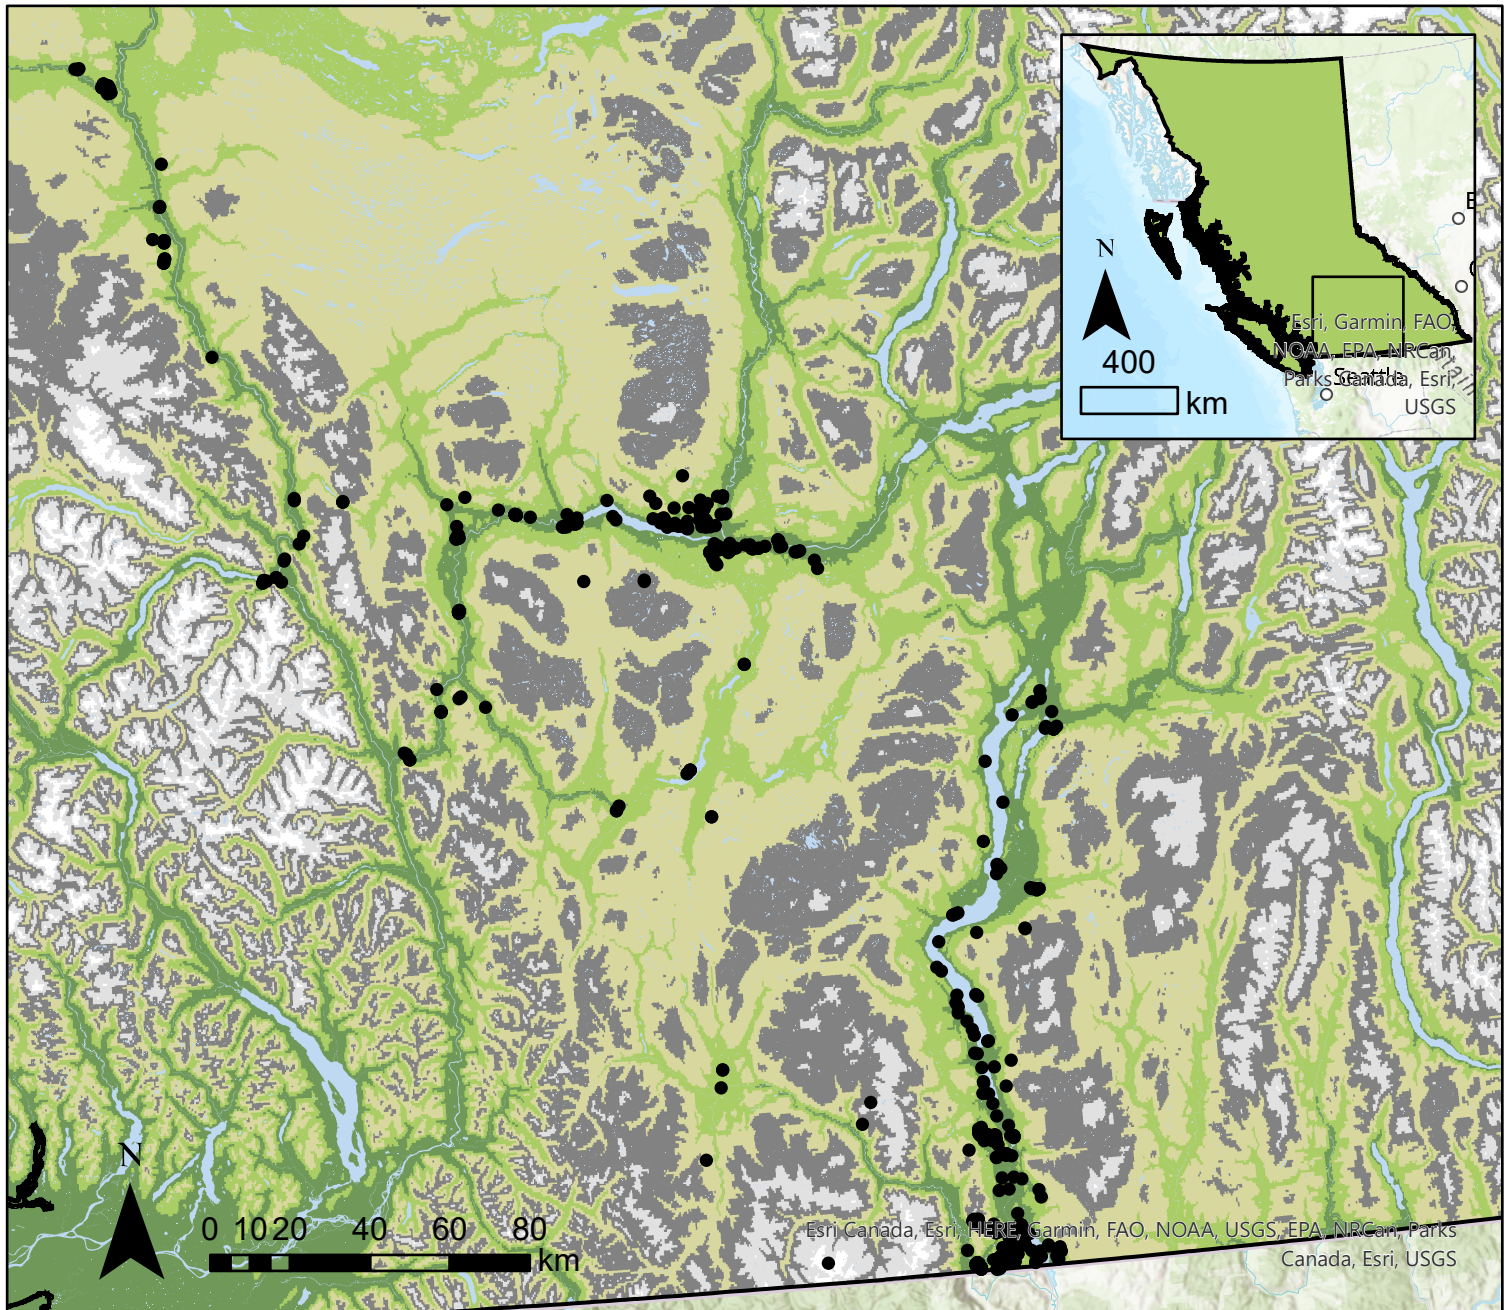 E
N
400
km
Esri, Garmin, FAO,
NOAA, EPA, NRCan,
Seattle
Parks Canada, Esri,
USGS
N
0 10 20 40 60 80
km
Esri Canada, Esri, HERE, Garmin, FAO, NOAA, USGS, EPA, NRCan, Parks
Canada, Esri, USGS